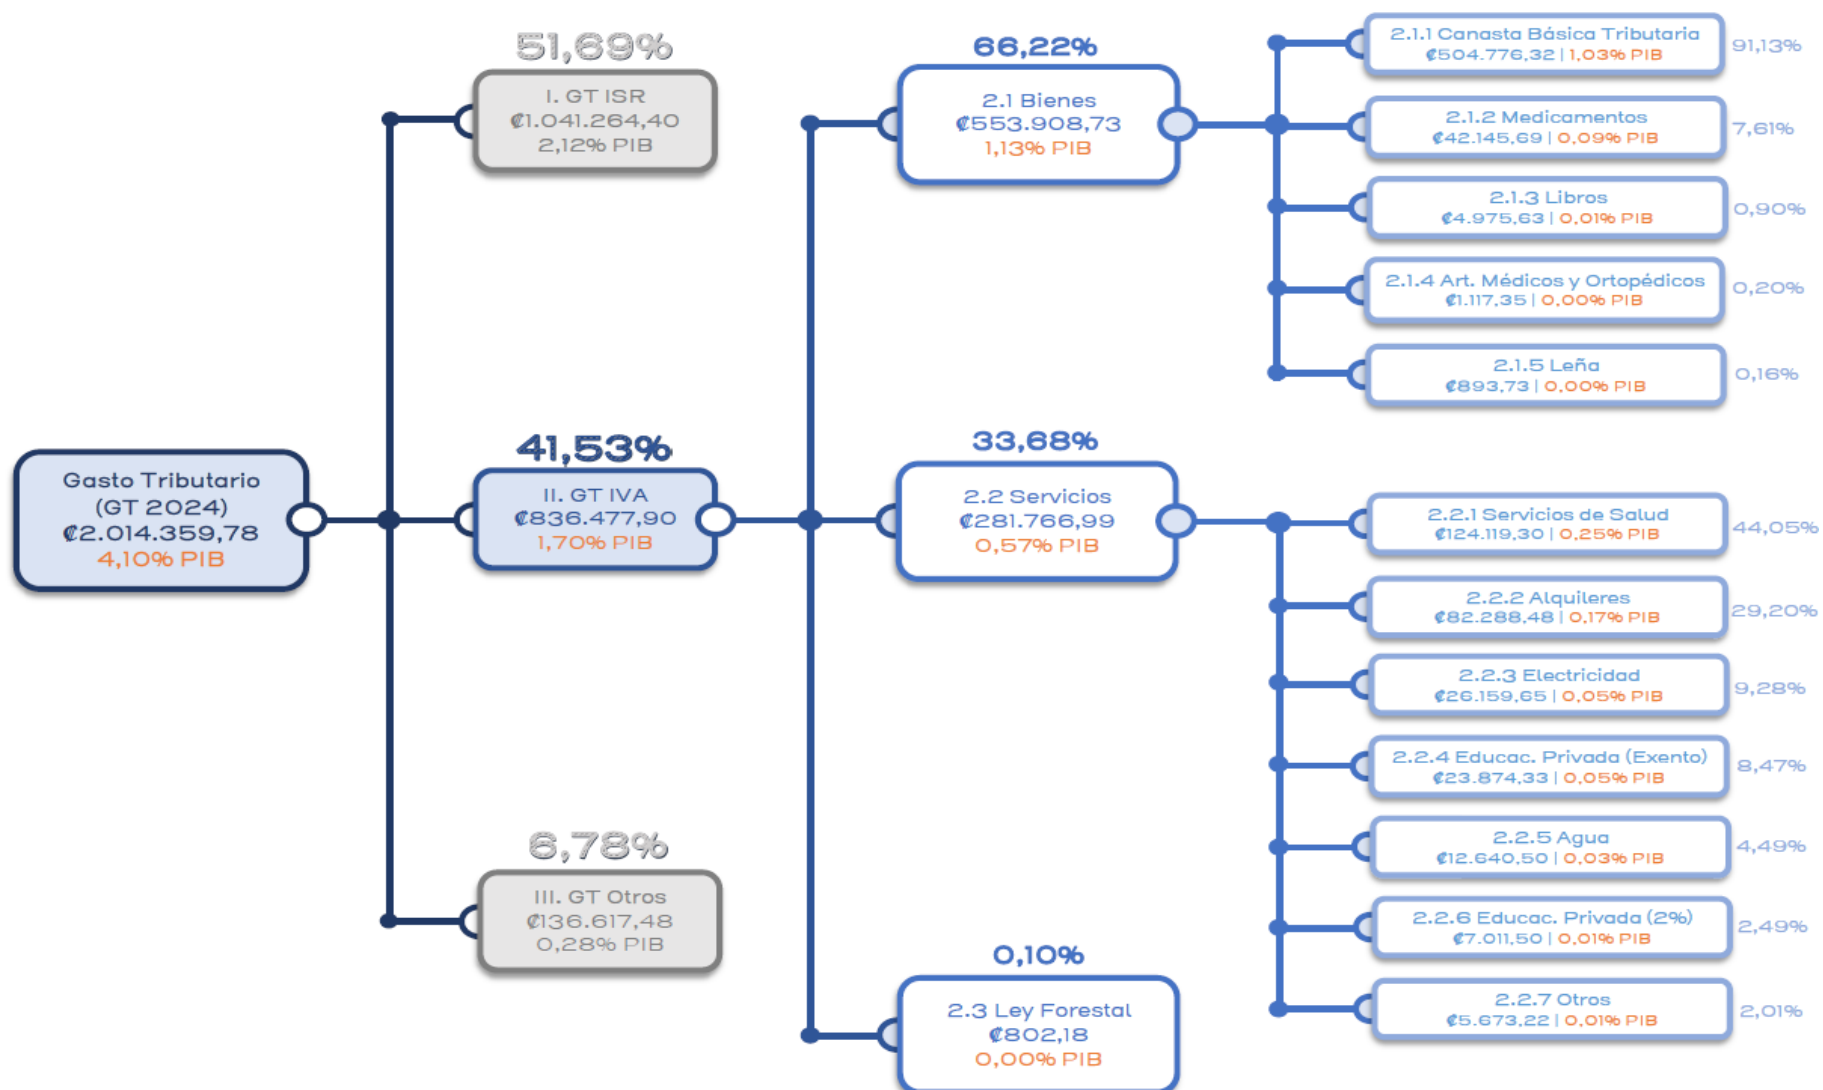 Gasto Tributario
(GT 2024)
₡2.014.359,78
4,10% PIB
51,69%
I. GT ISR
₡1.041.264,40
2,12% PIB
41,53%
II. GT IVA
₡836.477,90
1,70% PIB
6,78%
III. GT Otros
₡136.617,48
0,28% PIB
66,22%
2.1 Bienes
₡553.908,73
1,13% PIB
2.1.1 Canasta Básica Tributaria
₡504.776,32 | 1,03% PIB
91,13%
2.1.2 Medicamentos
₡42.145,69 | 0,09% PIB
7,61%
2.1.3 Libros
₡4.975,63 | 0,01% PIB
0,90%
2.1.4 Art. Médicos y Ortopédicos
₡1.117,35 | 0,00% PIB
0,20%
2.1.5 Leña
₡893,73 | 0,00% PIB
0,16%
33,68%
2.2 Servicios
₡281.766,99
0,57% PIB
2.2.1 Servicios de Salud
₡124.119,30 | 0,25% PIB
44,05%
2.2.2 Alquileres
₡82.288,48 | 0,17% PIB
29,20%
2.2.3 Electricidad
₡26.159,65 | 0,05% PIB
9,28%
2.2.4 Educac. Privada (Exento)
₡23.874,33 | 0,05% PIB
8,47%
2.2.5 Agua
₡12.640,50 | 0,03% PIB
4,49%
2.2.6 Educac. Privada (2%)
₡7.011,50 | 0,01% PIB
2,49%
2.2.7 Otros
₡5.673,22 | 0,01% PIB
2,01%
0,10%
2.3 Ley Forestal
₡802,18
0,00% PIB